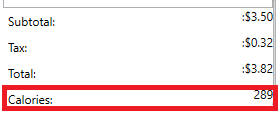 Subtotal: :$3.50
Tax: :$0.32
Total: :$3.82
Calories: 289